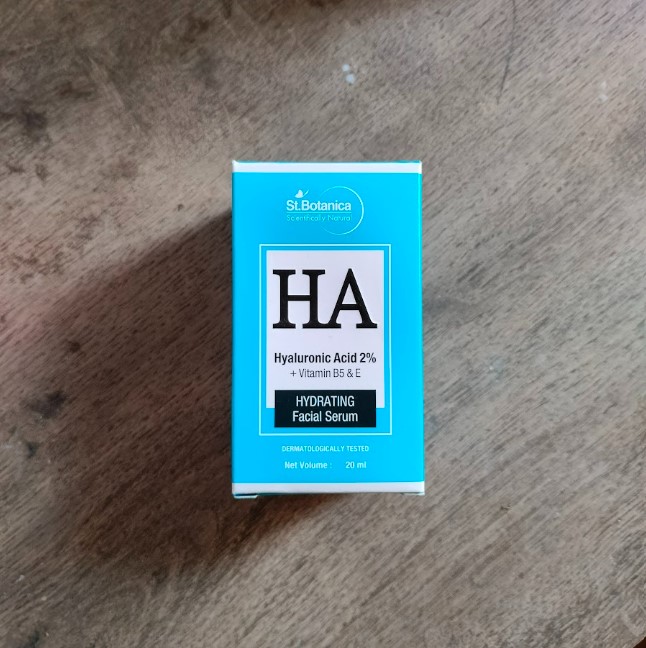 St.Botanica
Scientifically Natural
HA
Hyaluronic Acid 2%
+ Vitamin B5 & E
HYDRATING
Facial Serum
DERMATOLOGICALLY TESTED
Net Volume : 20 ml